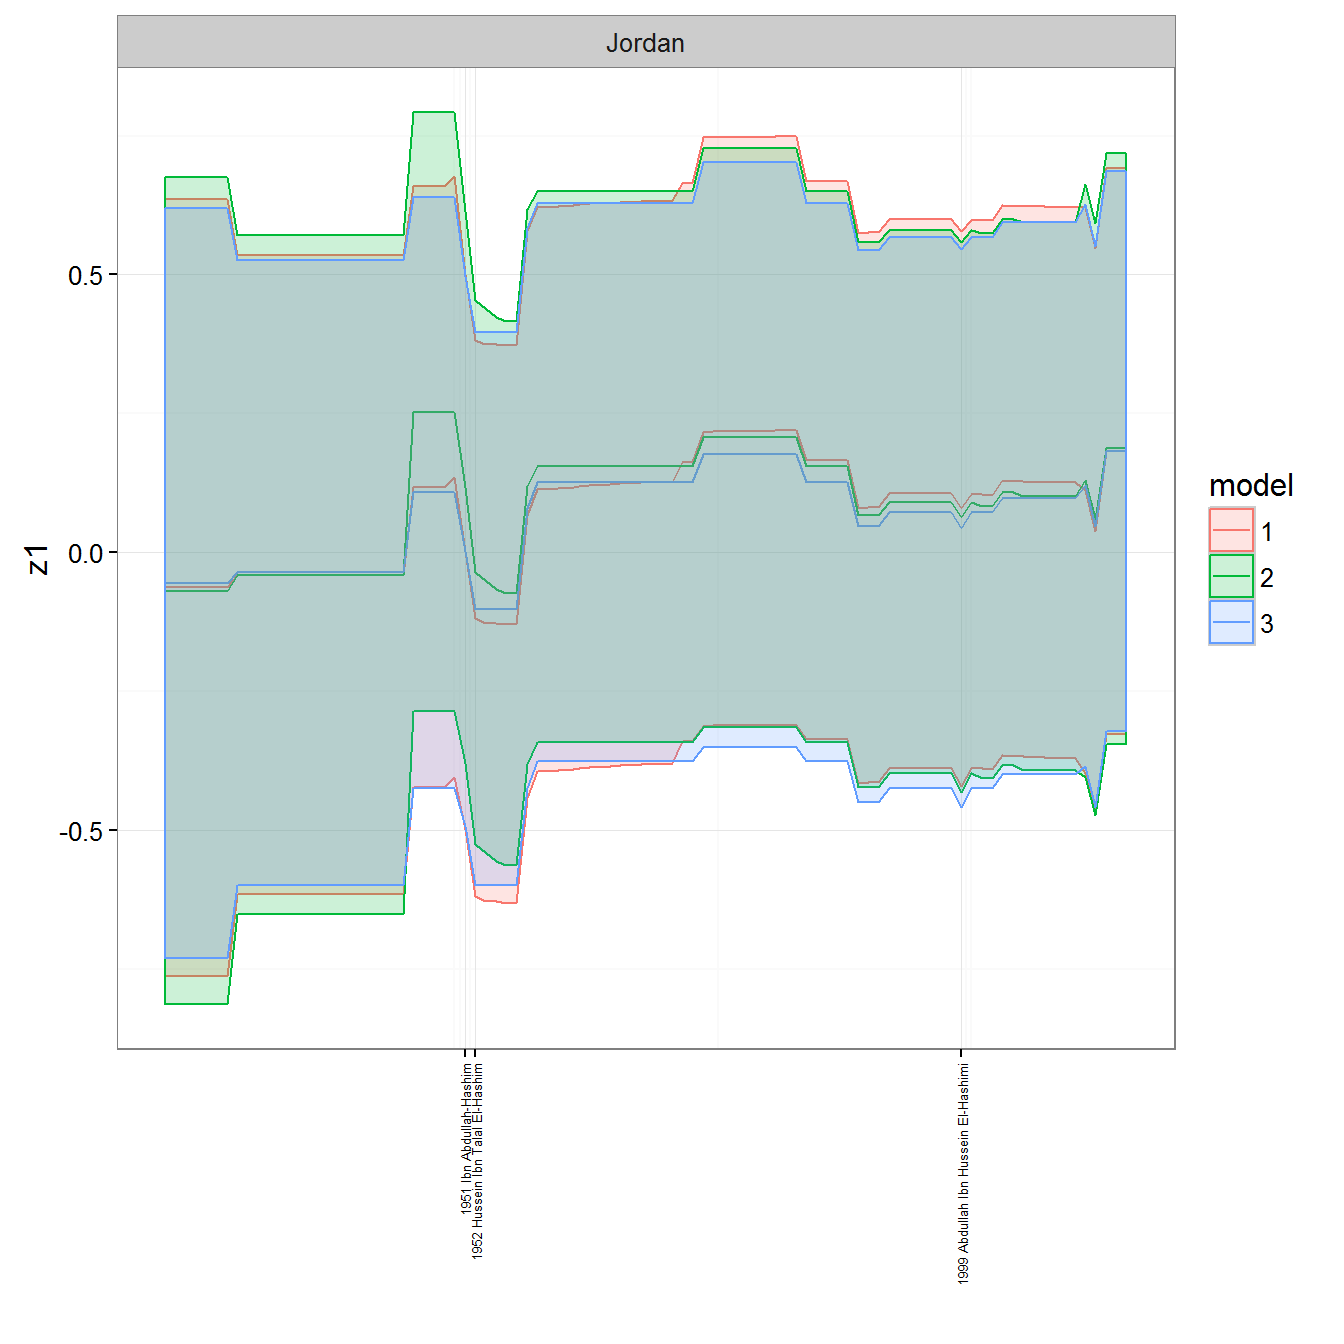 Jordan
z1
0.5
0.0
-0.5
1951 Ibn Abdullah-Hashim
1952 Hussein Ibn Talal El-Hashim
1999 Abdullah Ibn Hussein El-Hashimi
model
1
2
3